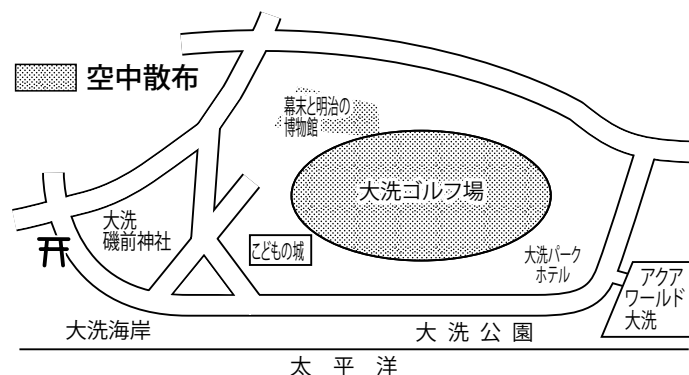 空中散布
幕末と明治の
博物館
大洗ゴルフ場
大洗
磯前神社
こどもの城
大洗パーク
ホテル
アクア
ワールド
大洗
大洗海岸
大洗公園
太平洋